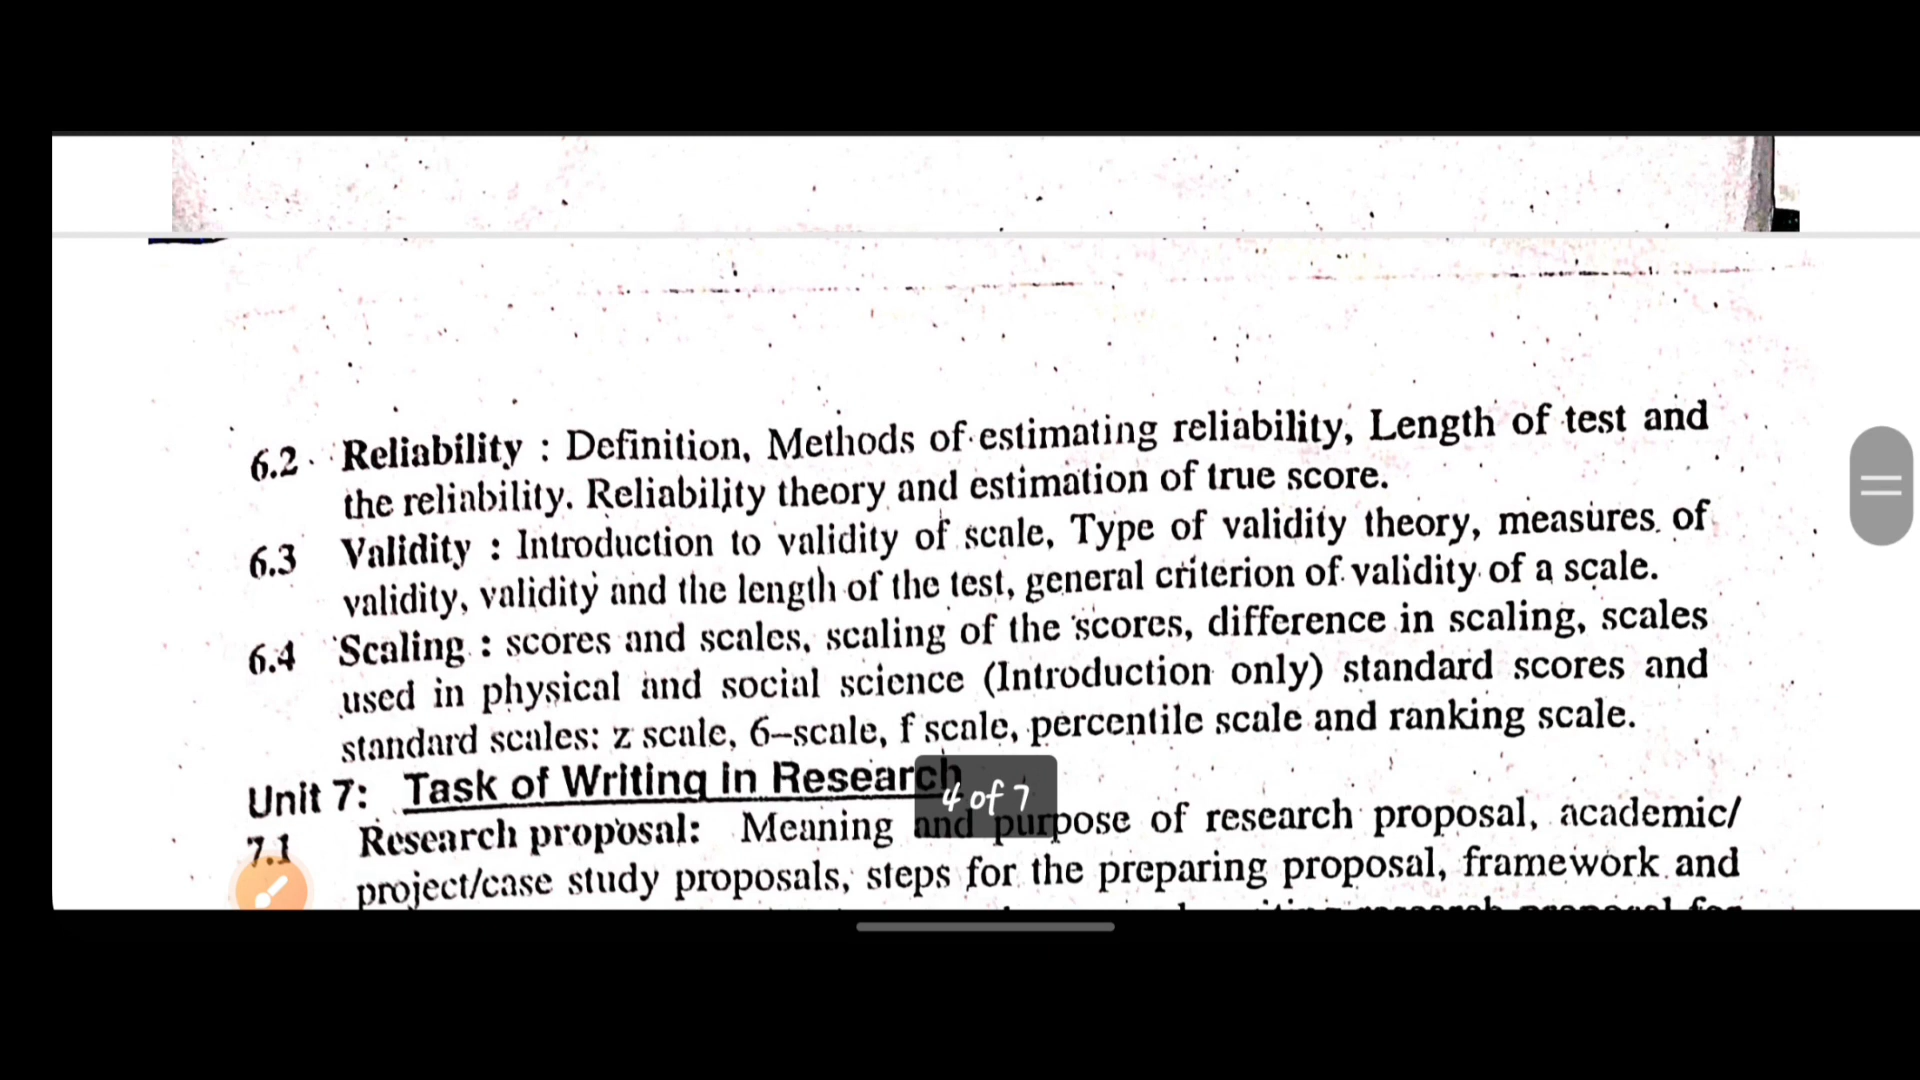 6.2 Reliability : Definition, Methods of estimating reliability, Length of test and
the reliability. Reliability theory and estimation of true score.
6.3 Validity : Introduction to validity of scale, Type of validity theory, measures of
validity, validity and the length of the test, general criterion of validity of a scale.
6.4 Scaling : scores and scales, scaling of the scores, difference in scaling, scales
used in physical and social science (Introduction only) standard scores and
standard scales: z scale, 6–scale, f scale, percentile scale and ranking scale.
Unit 7: Task of Writing in Research
4 of 7
7.1 Research proposal: Meaning and purpose of research proposal, academic/
project/case study proposals, steps for the preparing proposal, framework and